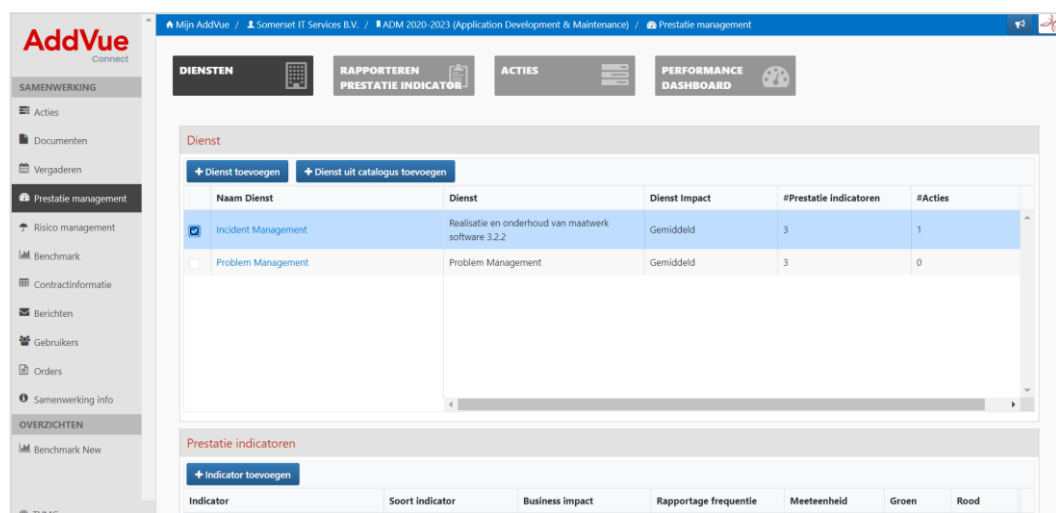 AddVue
Connect
SAMENWERKING
Acties
Documenten
Vergaderen
Prestatie management
Risico management
Benchmark
Contractinformatie
Berichten
Gebruikers
Orders
Samenwerking info
OVERZICHTEN
Benchmark New
Mijn AddVue / Somerset IT Services B.V. / ADM 2020-2023 (Application Development & Maintenance) / Prestatie management
DIENSTEN
RAPPORTEREN
PRESTATIE INDICATOR
ACTIES
PERFORMANCE
DASHBOARD
Dienst
+ Dienst toevoegen + Dienst uit catalogus toevoegen
Naam Dienst Dienst Dienst Impact #Prestatie indicatoren #Acties
Incident Management Realisatie en onderhoud van maatwerk software 3.2.2 Gemiddeld 3 1
Problem Management Problem Management Gemiddeld 3 0
Prestatie indicatoren
+ Indicator toevoegen
Indicator Soort indicator Business impact Rapportage frequentie Meeteenheid Groen Rood